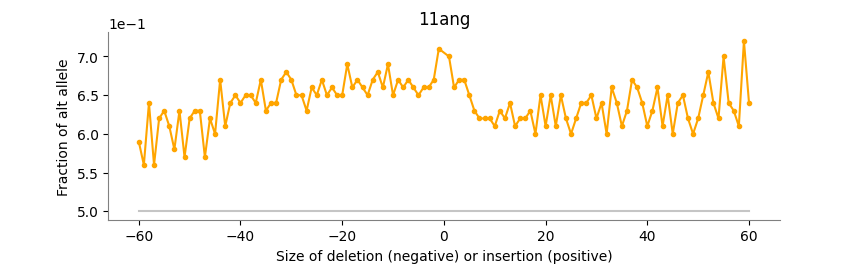 11ang
1e−1
7.0
6.5
6.0
5.5
5.0
Fraction of alt allele
−60 −40 −20 0 20 40 60
Size of deletion (negative) or insertion (positive)